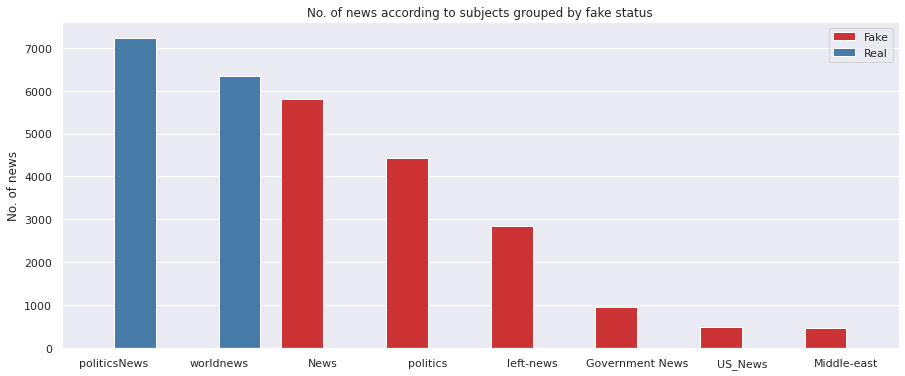 No. of news according to subjects grouped by fake status
Fake
Real
No. of news
7000
6000
5000
4000
3000
2000
1000
0
politicsNews worldnews News politics left-news Government News US_News Middle-east